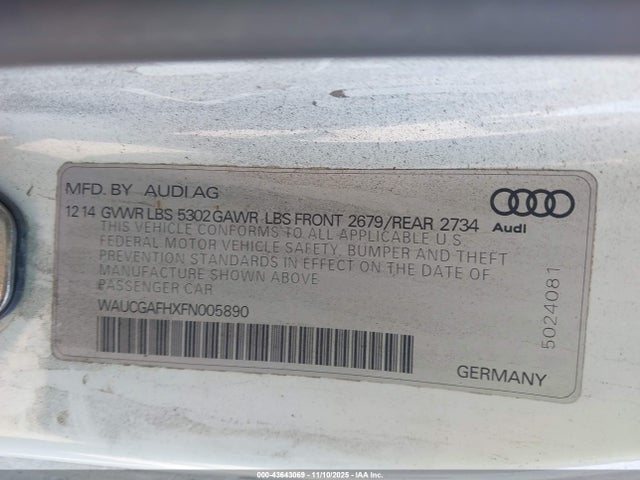 MFD. BY AUDI AG
12 14 GVWR LBS 5302 GAWR LBS FRONT 2679/REAR 2734
Audi
THIS VEHICLE CONFORMS TO ALL APPLICABLE U S
FEDERAL MOTOR VEHICLE SAFETY, BUMPER AND THEFT
PREVENTION STANDARDS IN EFFECT ON THE DATE OF
MANUFACTURE SHOWN ABOVE
PASSENGER CAR
WAUCGAFHXFN005890
5024081
GERMANY
000-43643069 - 11/10/2025 - IAA Inc.